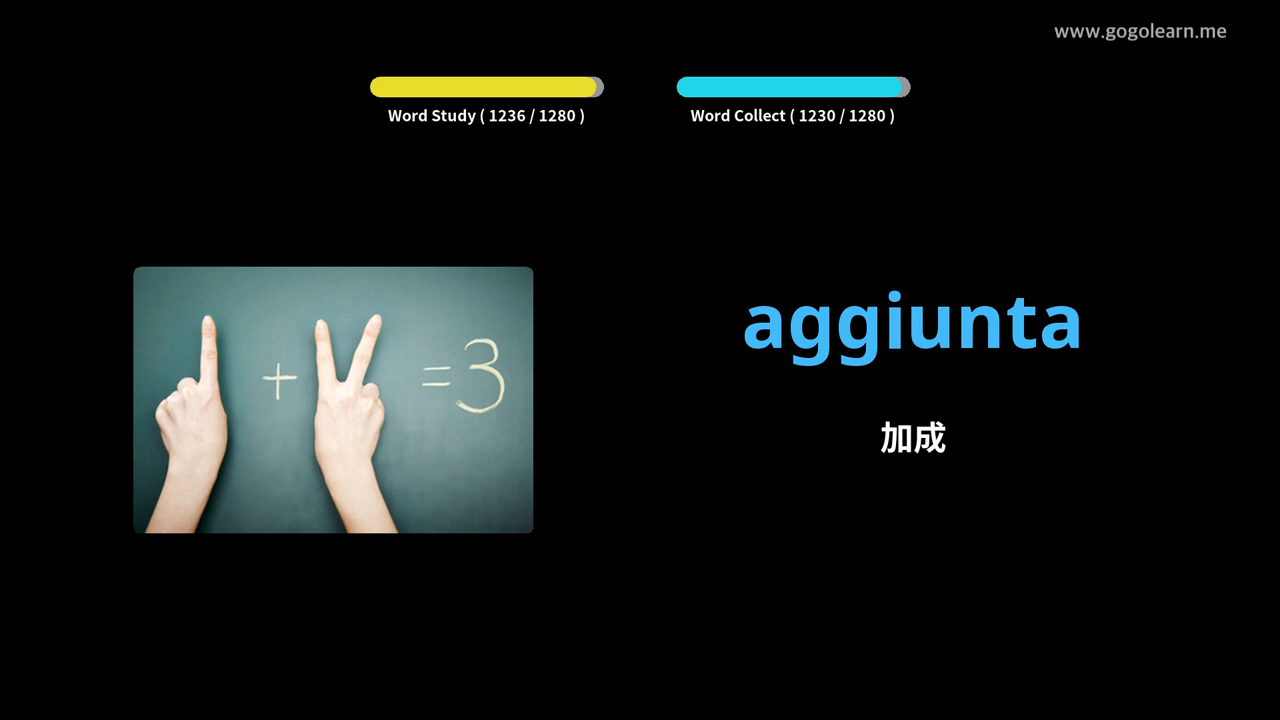 www.gogolearn.me
Word Study ( 1236 / 1280 )
Word Collect ( 1230 / 1280 )
+ = 3
aggiunta
加成